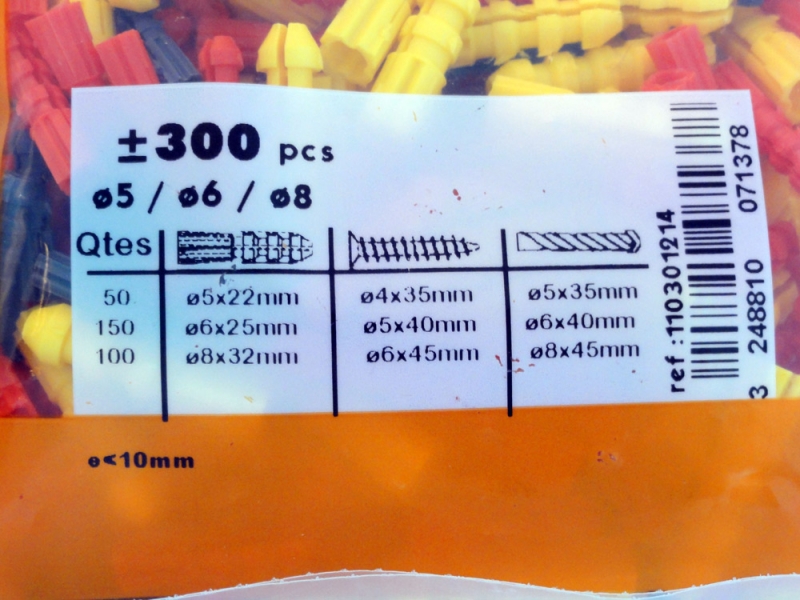 ±300 pcs
ø5 / ø6 / ø8
Qtes
50 ø5x22mm ø4x35mm ø5x35mm
150 ø6x25mm ø5x40mm ø6x40mm
100 ø8x32mm ø6x45mm ø8x45mm
e<10mm
ref :110301214
3 248810 071378